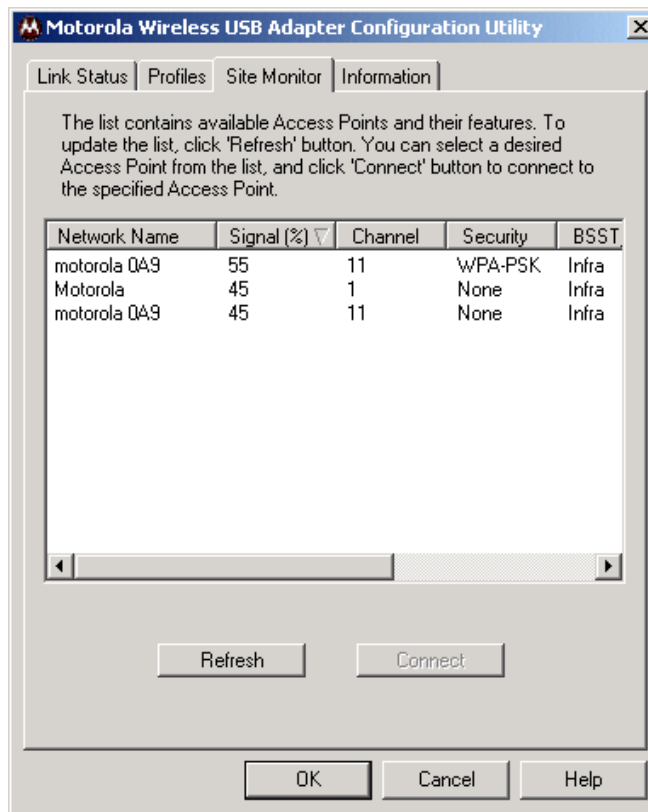 Motorola Wireless USB Adapter Configuration Utility
Link Status Profiles Site Monitor Information
The list contains available Access Points and their features. To
update the list, click 'Refresh' button. You can select a desired
Access Point from the list, and click 'Connect' button to connect to
the specified Access Point.
Network Name Signal (%) Channel Security BSST
motorola 0A9 55 11 WPA-PSK Infra
Motorola 45 1 None Infra
motorola 0A9 45 11 None Infra
Refresh Connect
OK Cancel Help